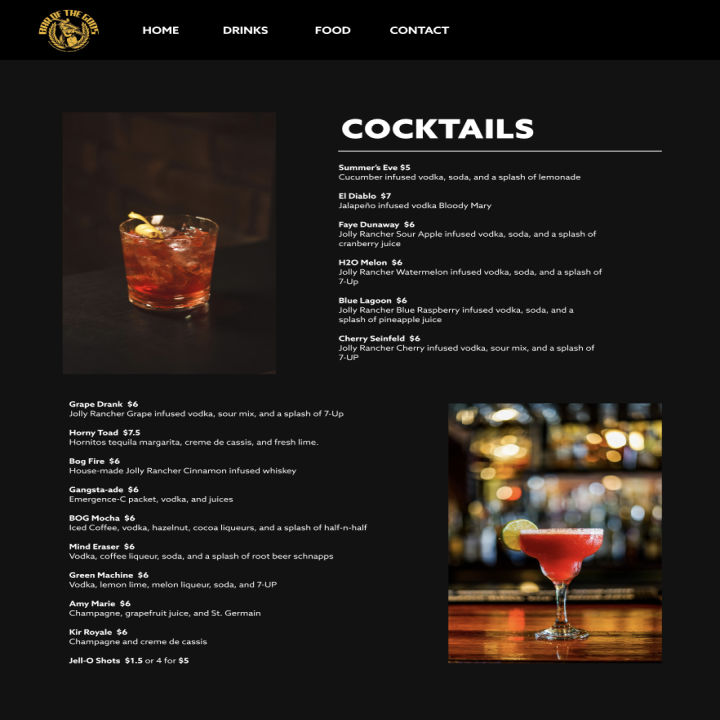 BAR OF THE GODS
HOME
DRINKS
FOOD
CONTACT
COCKTAILS
Summer's Eve $5
Cucumber infused vodka, soda, and a splash of lemonade
El Diablo $7
Jalapeño infused vodka Bloody Mary
Faye Dunaway $6
Jolly Rancher Sour Apple infused vodka, soda, and a splash of
cranberry juice
H2O Melon $6
Jolly Rancher Watermelon infused vodka, soda, and a splash of
7-Up
Blue Lagoon $6
Jolly Rancher Blue Raspberry infused vodka, soda, and a
splash of pineapple juice
Cherry Seinfeld $6
Jolly Rancher Cherry infused vodka, sour mix, and a splash of
7-UP
Grape Drank $6
Jolly Rancher Grape infused vodka, sour mix, and a splash of 7-Up
Horny Toad $7.5
Hornitos tequila margarita, creme de cassis, and fresh lime.
Bog Fire $6
House-made Jolly Rancher Cinnamon infused whiskey
Gangsta-ade $6
Emergence-C packet, vodka, and juices
BOG Mocha $6
Iced Coffee, vodka, hazelnut, cocoa liqueurs, and a splash of half-n-half
Mind Eraser $6
Vodka, coffee liqueur, soda, and a splash of root beer schnapps
Green Machine $6
Vodka, lemon lime, melon liqueur, soda, and 7-UP
Amy Marie $6
Champagne, grapefruit juice, and St. Germain
Kir Royale $6
Champagne and creme de cassis
Jell-O Shots $1.5 or 4 for $5